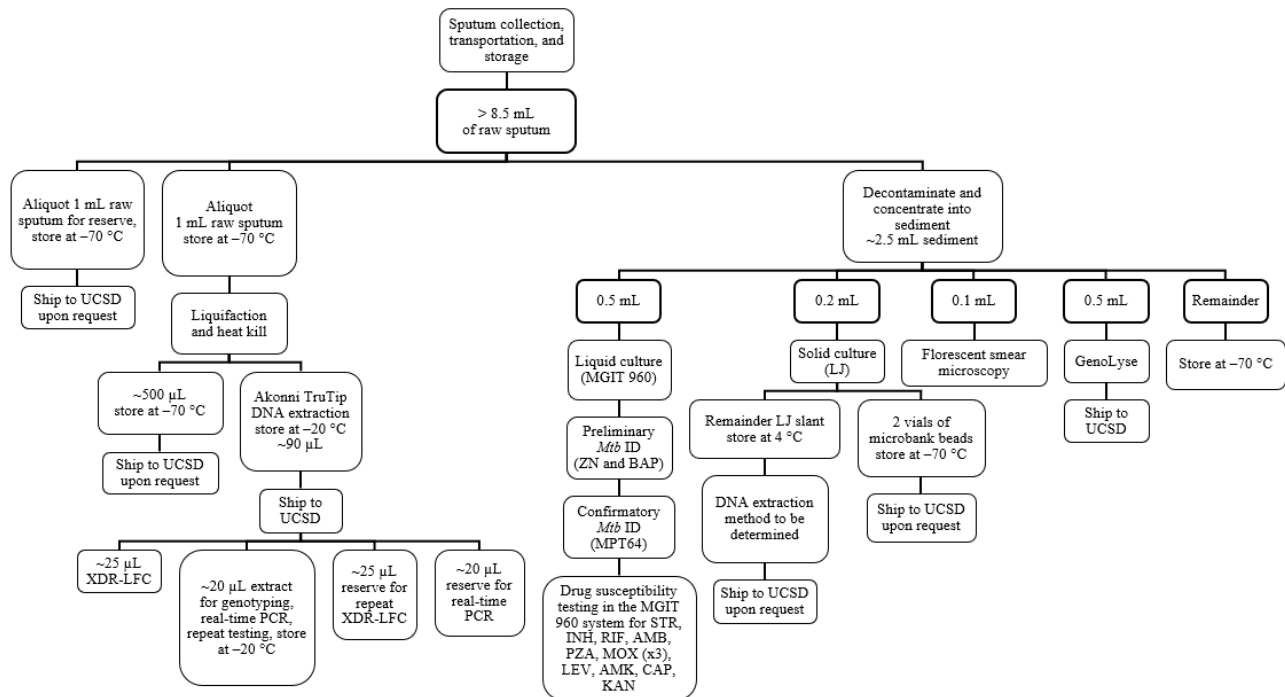 Sputum collection,
transportation, and
storage
> 8.5 mL
of raw sputum
Aliquot 1 mL raw
sputum for reserve,
store at –70 °C
Ship to UCSD
upon request
Aliquot
1 mL raw sputum
store at –70 °C
Liquifaction
and heat kill
~500 µL
store at –70 °C
Ship to UCSD
upon request
Akonni TruTip
DNA extraction
store at –20 °C
~90 µL
Ship to
UCSD
~25 µL
XDR-LFC
~20 µL extract
for genotyping,
real-time PCR,
repeat testing, store
at –20 °C
~25 µL
reserve for
repeat
XDR-LFC
~20 µL
reserve for
real-time
PCR
Decontaminate and
concentrate into
sediment
~2.5 mL sediment
0.5 mL
Liquid culture
(MGIT 960)
Preliminary
Mtb ID
(ZN and BAP)
Confirmatory
Mtb ID
(MPT64)
Drug susceptibility
testing in the MGIT
960 system for STR,
INH, RIF, AMB,
PZA, MOX (x3),
LEV, AMK, CAP,
KAN
0.2 mL
Solid culture
(LJ)
Remainder LJ slant
store at 4 °C
DNA extraction
method to be
determined
Ship to UCSD
upon request
2 vials of
microbank beads
store at –70 °C
Ship to UCSD
upon request
0.1 mL
Florescent smear
microscopy
0.5 mL
GenoLyse
Ship to
UCSD
Remainder
Store at –70 °C